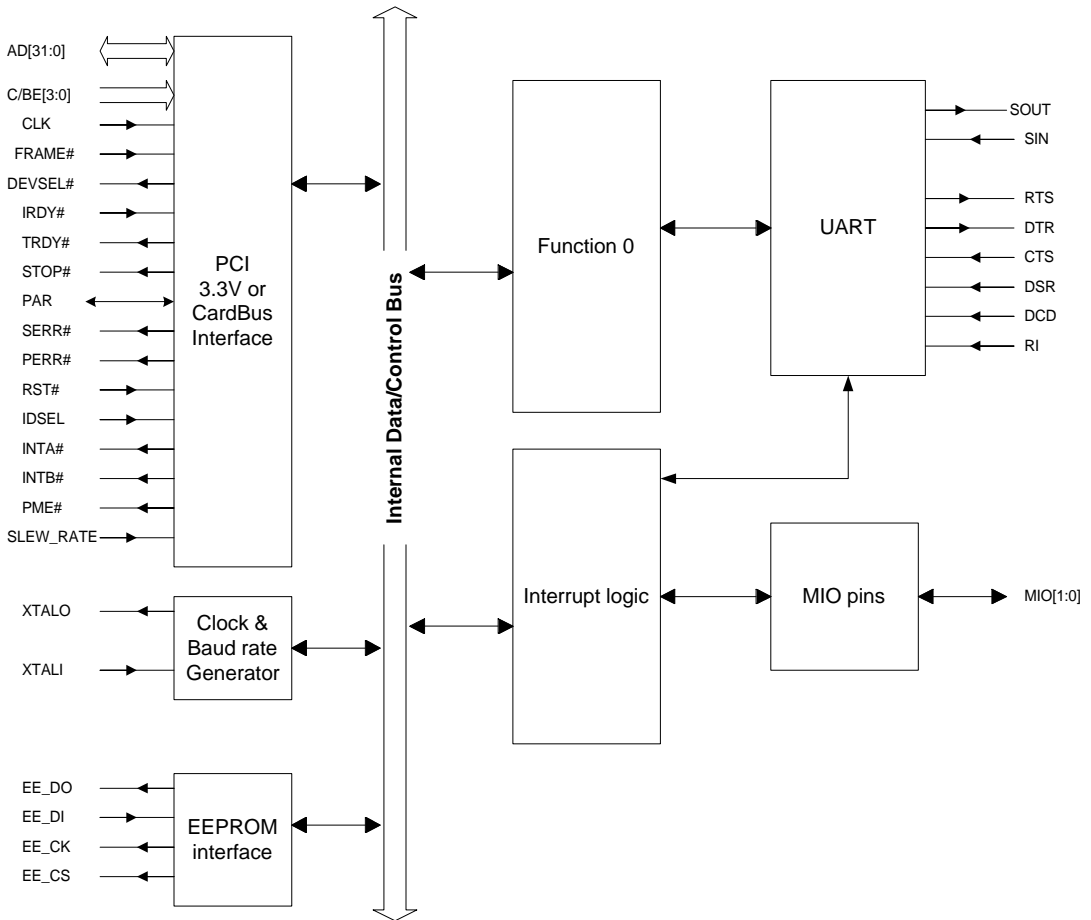 AD[31:0]
C/BE[3:0]
CLK
FRAME#
DEVSEL#
IRDY#
TRDY#
STOP#
PAR
SERR#
PERR#
RST#
IDSEL
INTA#
INTB#
PME#
SLEW_RATE
PCI
3.3V or
CardBus
Interface
XTALO
XTALI
Clock &
Baud rate
Generator
EE_DO
EE_DI
EE_CK
EE_CS
EEPROM
interface
Internal Data/Control Bus
Function 0
Interrupt logic
UART
SOUT
SIN
RTS
DTR
CTS
DSR
DCD
RI
MIO pins
MIO[1:0]